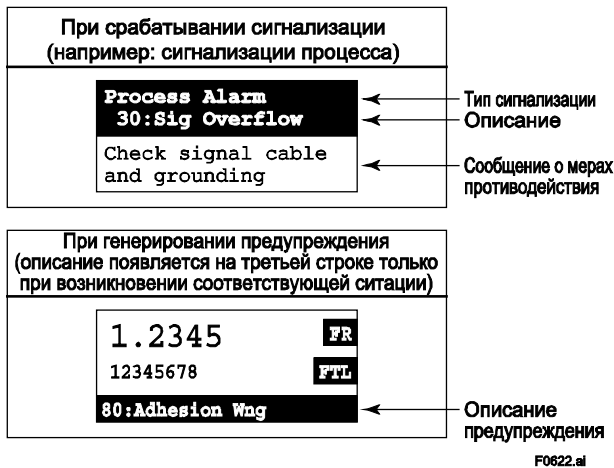 При срабатывании сигнализации
(например: сигнализации процесса)
Process Alarm
30:Sig Overflow
Check signal cable
and grounding
Тип сигнализации
Описание
Сообщение о мерах
противодействия
При генерировании предупреждения
(описание появляется на третьей строке только
при возникновении соответствующей ситации)
1.2345 FR
12345678 FTL
80:Adhesion Wng
Описание
предупреждения
F0622.ai